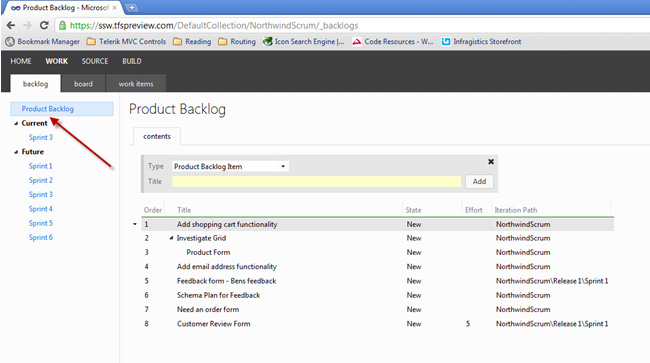 Product Backlog - Microsof
https://ssw.tfspreview.com/DefaultCollection/NorthwindScrum/_backlogs
Bookmark Manager Telerik MVC Controls Reading Routing Icon Search Engine |... Code Resources - W... Login Infragistics Storefront
HOME WORK SOURCE BUILD
backlog board work items
Product Backlog
Current
Sprint 3
Future
Sprint 1
Sprint 2
Sprint 3
Sprint 4
Sprint 5
Sprint 6
Product Backlog
contents
Type Product Backlog Item
Title Add
Order Title State Effort Iteration Path
1 Add shopping cart functionality New NorthwindScrum
2 Investigate Grid New NorthwindScrum
3 Product Form New NorthwindScrum
4 Add email address functionality New NorthwindScrum
5 Feedback form - Bens feedback New NorthwindScrum\Release 1\Sprint 1
6 Schema Plan for Feedback New NorthwindScrum
7 Need an order form New NorthwindScrum
8 Customer Review Form New 5 NorthwindScrum\Release 1\Sprint 1